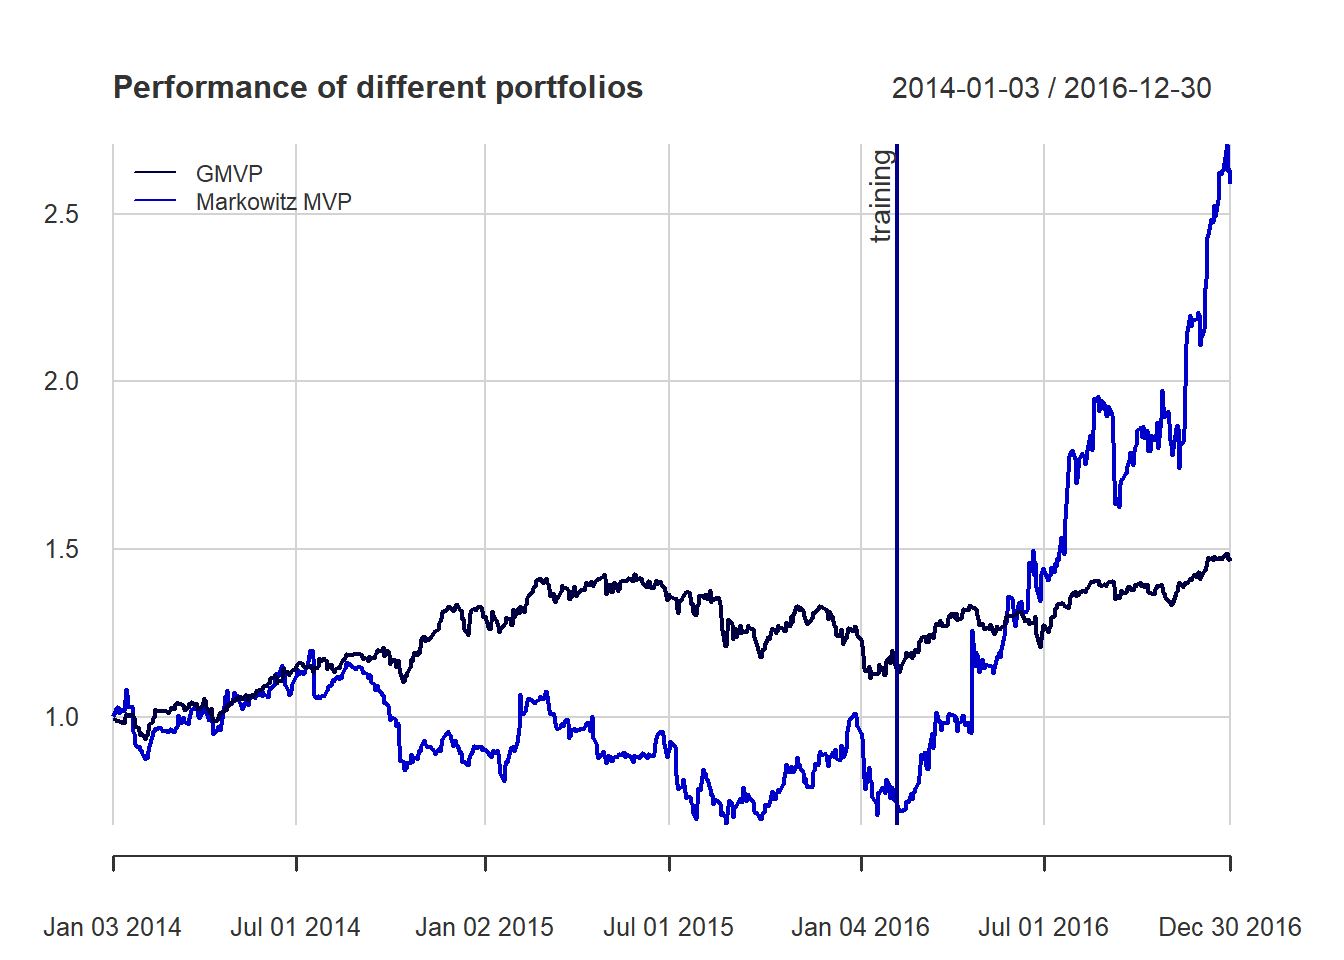 Performance of different portfolios
2014-01-03 / 2016-12-30
GMVP
Markowitz MVP
training
2.5
2.0
1.5
1.0
Jan 03 2014
Jul 01 2014
Jan 02 2015
Jul 01 2015
Jan 04 2016
Jul 01 2016
Dec 30 2016